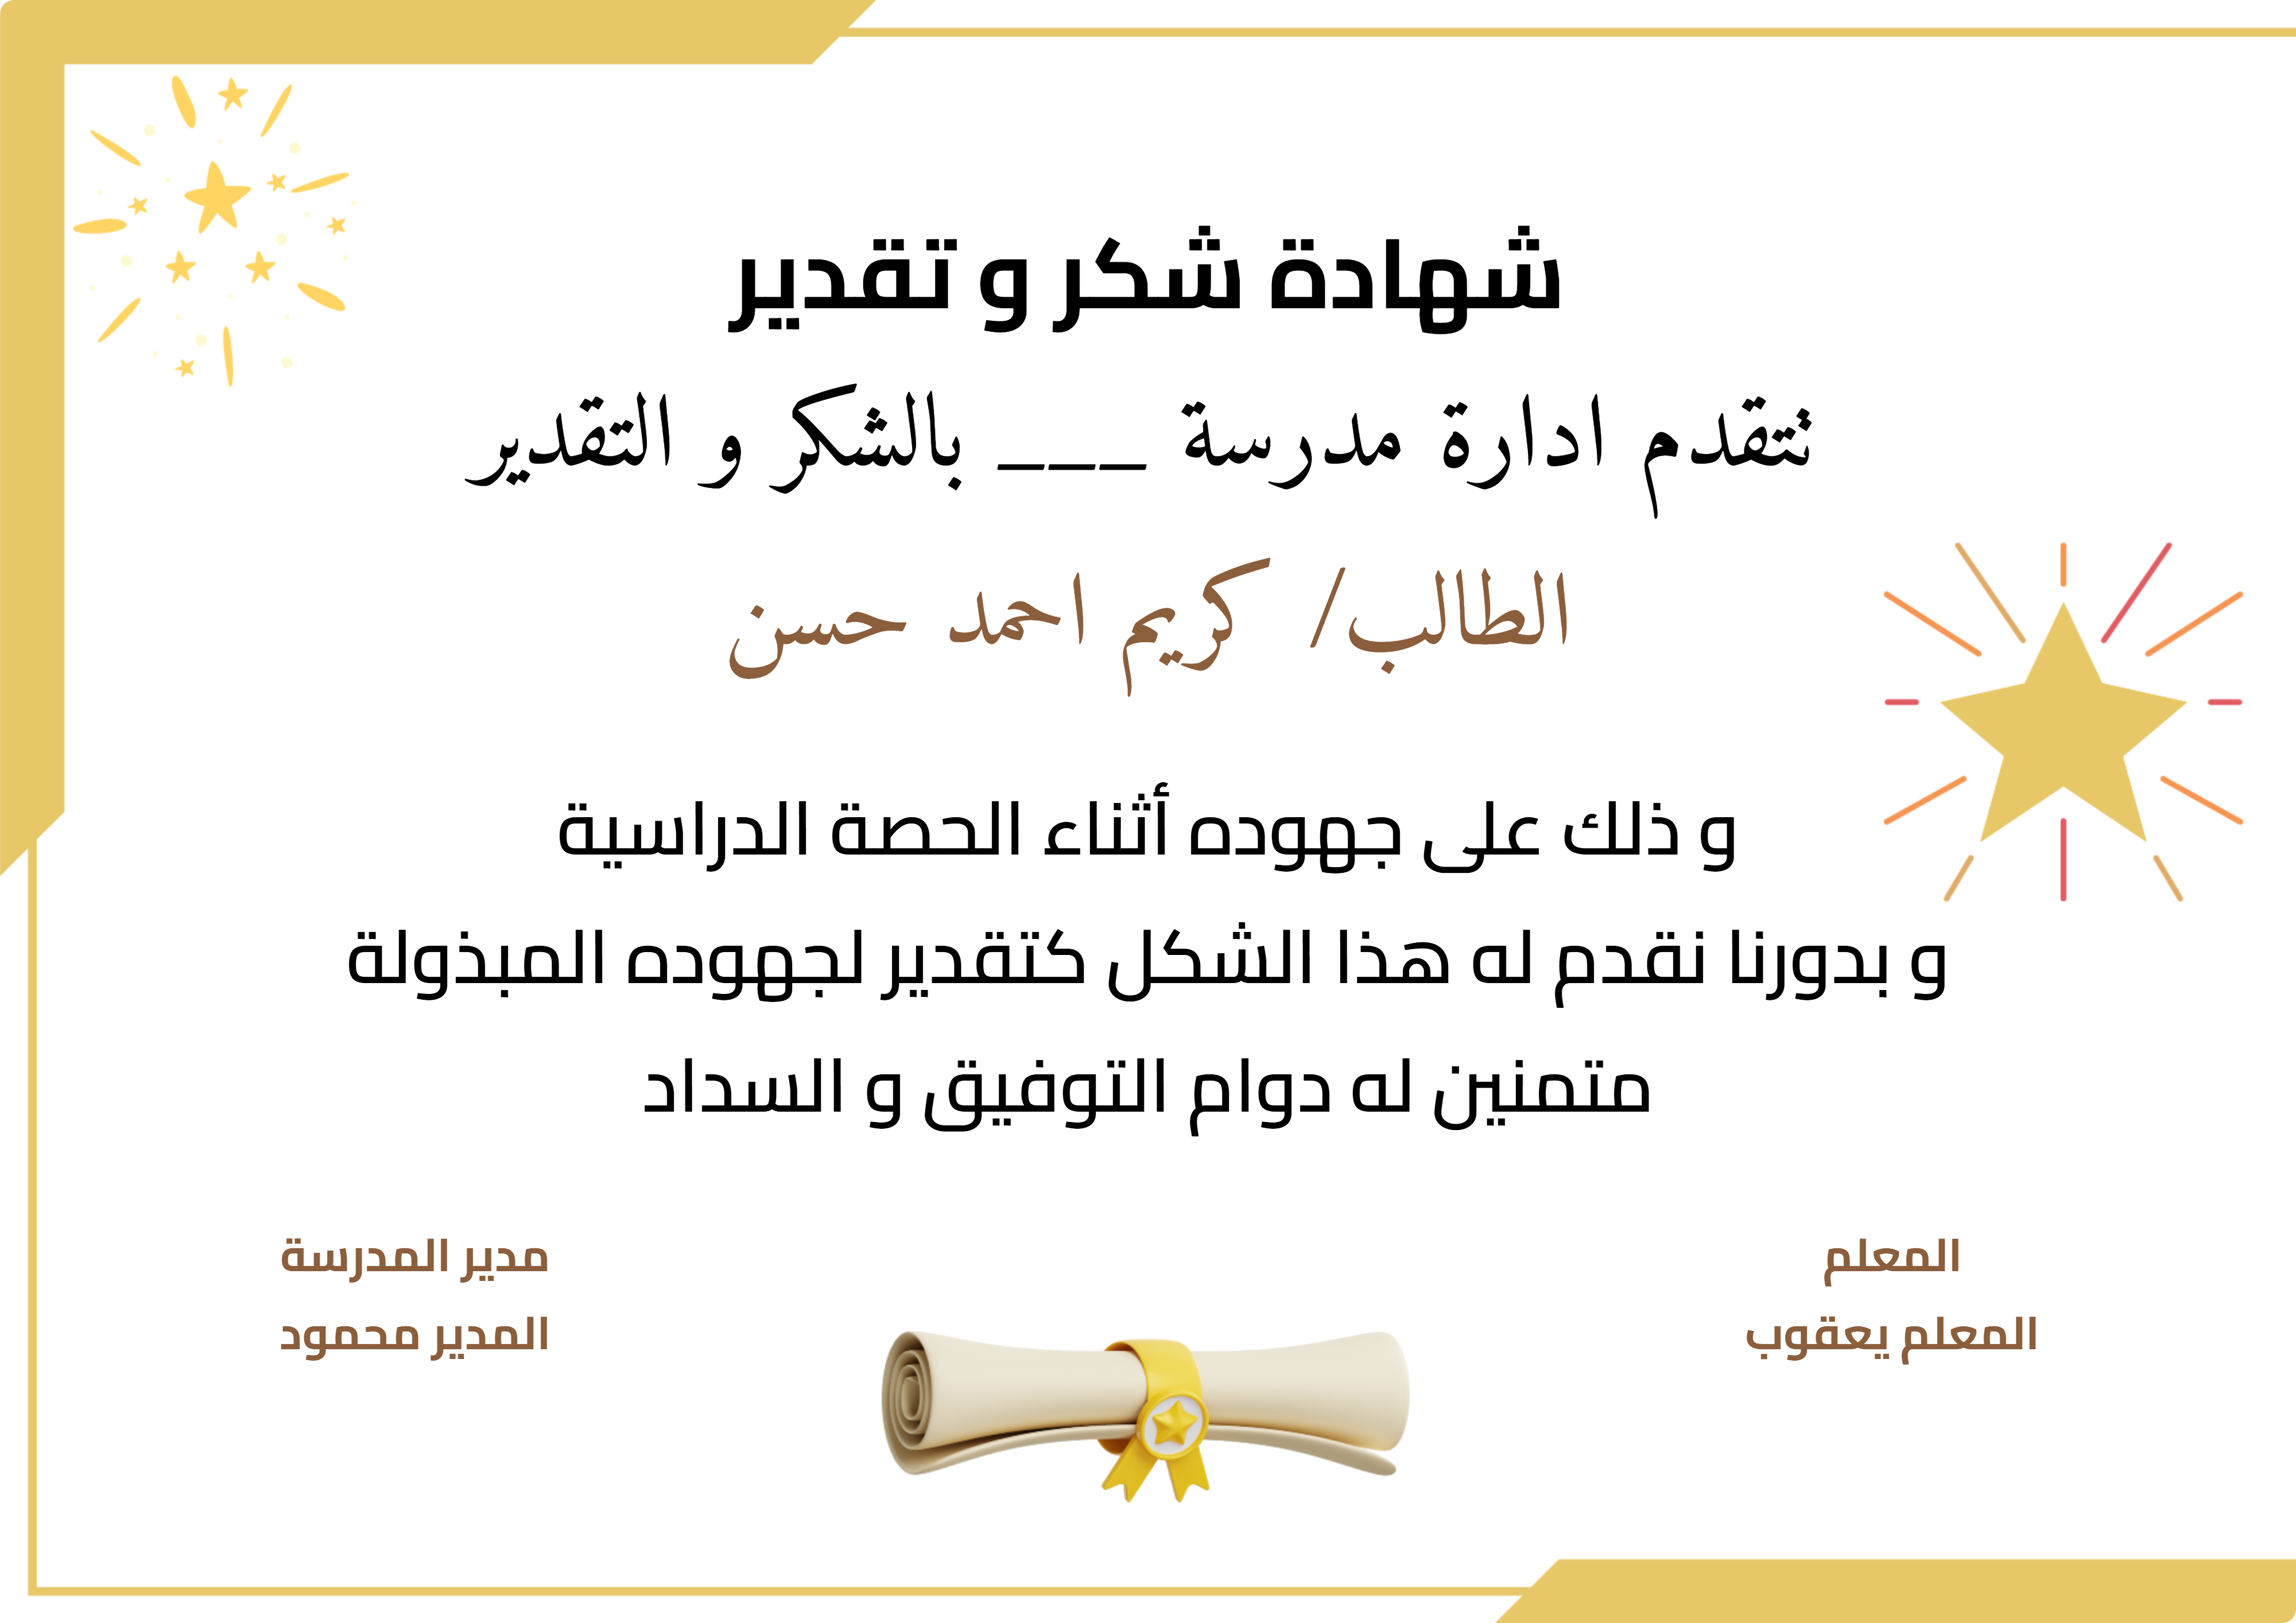 شهادة شكر و تقدير
تتقدم ادارة مدرسة ___ بالشكر و التقدير
الطالب/ كريم احمد حسن
و ذلك على جهوده أثناء الحصة الدراسية
و بدورنا نقدم له هذا الشكل كتقدير لجهوده المبذولة
متمنين له دوام التوفيق و السداد
المعلم
المعلم يعقوب
مدير المدرسة
المدير محمود